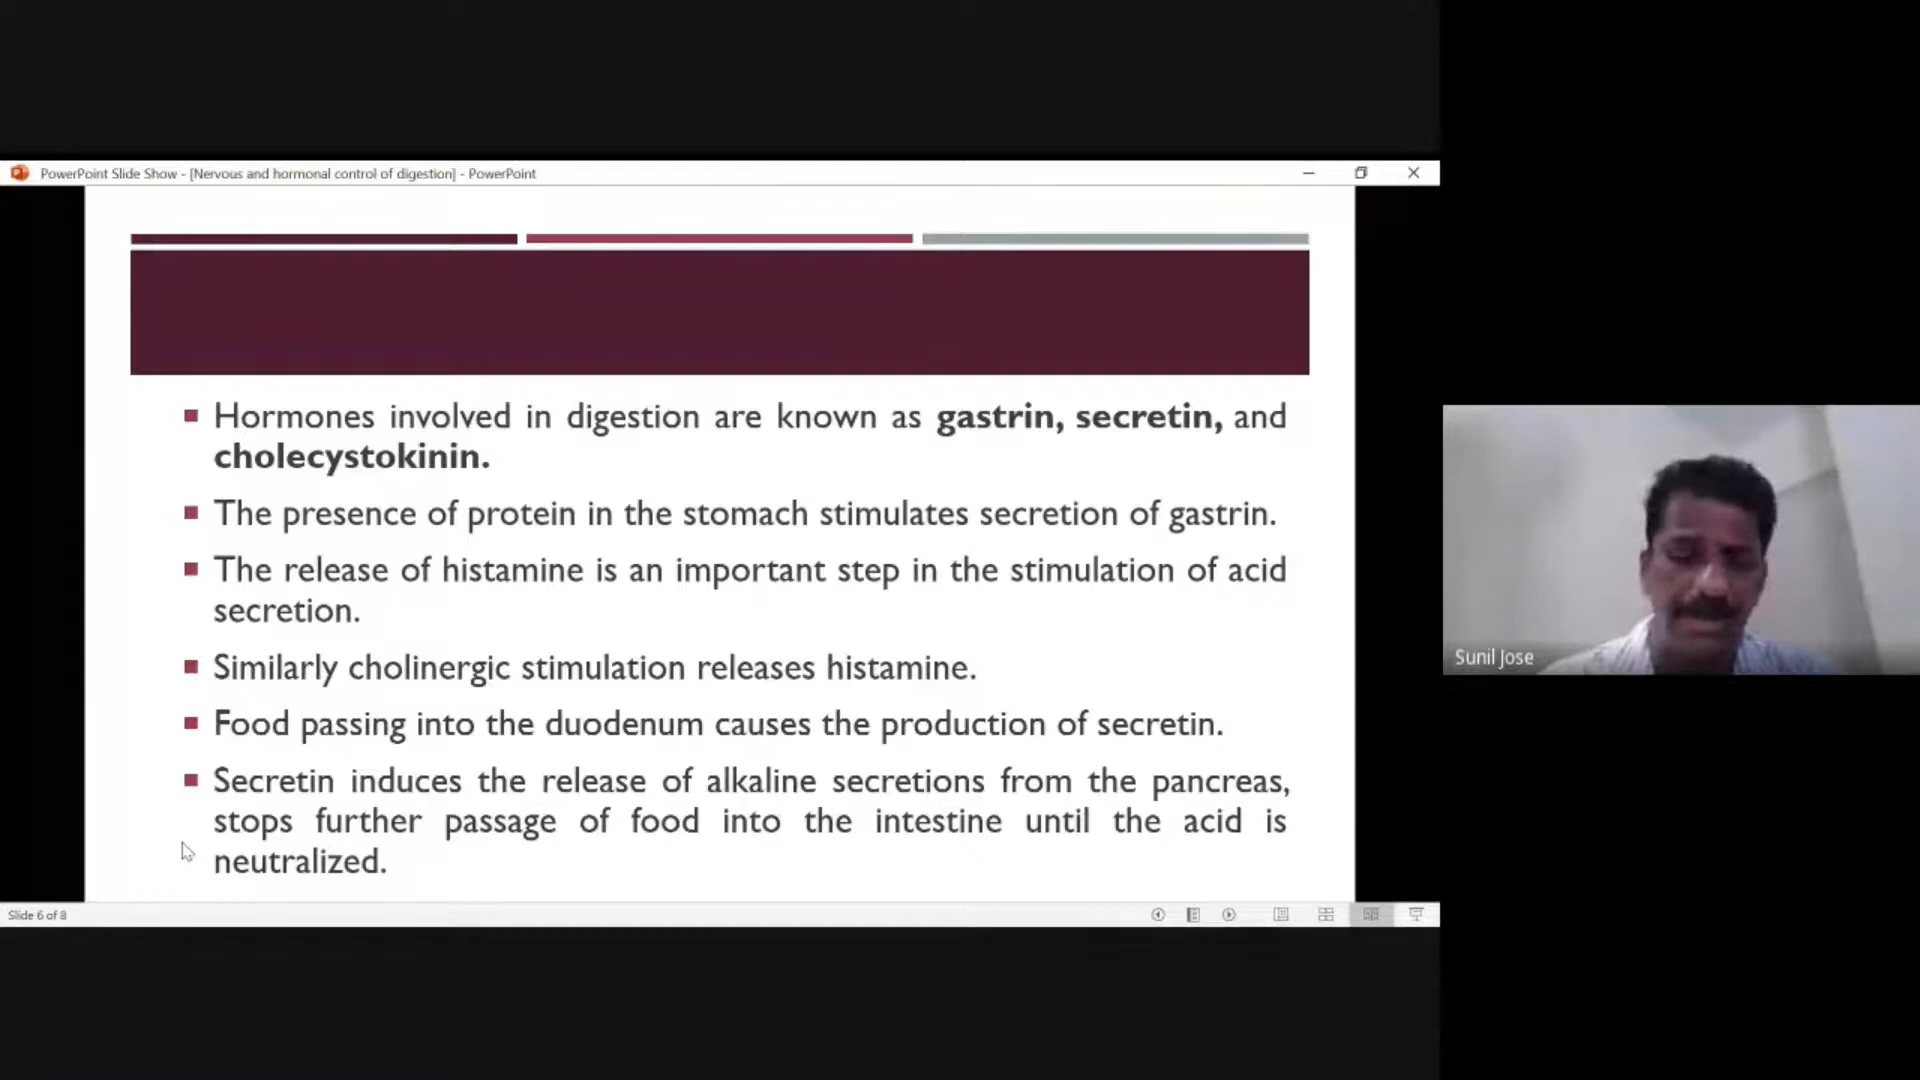 PowerPoint Slide Show - [Nervous and hormonal control of digestion] - PowerPoint
Hormones involved in digestion are known as gastrin, secretin, and
cholecystokinin.
The presence of protein in the stomach stimulates secretion of gastrin.
The release of histamine is an important step in the stimulation of acid
secretion.
Similarly cholinergic stimulation releases histamine.
Food passing into the duodenum causes the production of secretin.
Secretin induces the release of alkaline secretions from the pancreas,
stops further passage of food into the intestine until the acid is
neutralized.
Sunil Jose
Slide 6 of 8